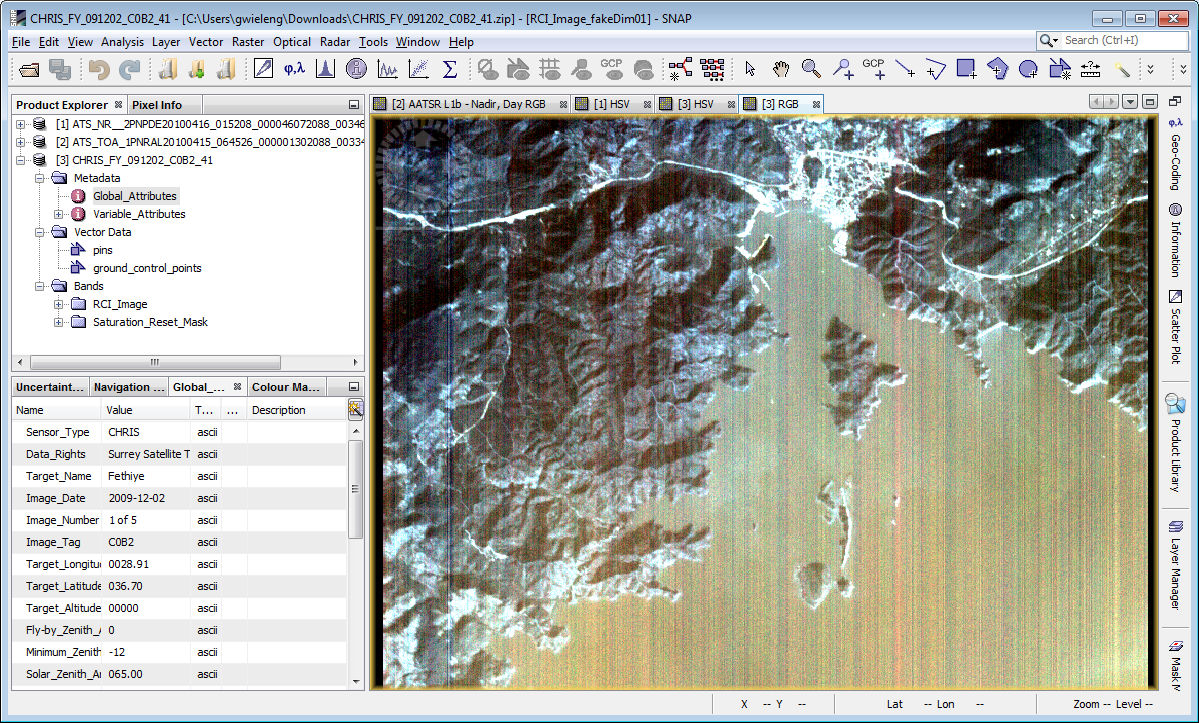 CHRIS_FY_091202_C0B2_41 - [C:\Users\gwieleng\Downloads\CHRIS_FY_091202_C0B2_41.zip] - [RCI_Image_fakeDim01] - SNAP
File Edit View Analysis Layer Vector Raster Optical Radar Tools Window Help
Search (Ctrl+I)
φ,λ Σ GCP GCP
Product Explorer Pixel Info
[2] AATSR L1b - Nadir, Day RGB [1] HSV [3] HSV [3] RGB
[1] ATS_NR__2PNPDE20100416_015208_000046072088_00346
[2] ATS_TOA_1PNRAL20100415_064526_000001302088_00334
[3] CHRIS_FY_091202_C0B2_41
Metadata
Global_Attributes
Variable_Attributes
Vector Data
pins
ground_control_points
Bands
RCI_Image
Saturation_Reset_Mask
Uncertaint... Navigation ... Global_... Colour Ma...
Name Value T... ... Description
Sensor_Type CHRIS ascii
Data_Rights Surrey Satellite T ascii
Target_Name Fethiye ascii
Image_Date 2009-12-02 ascii
Image_Number 1 of 5 ascii
Image_Tag C0B2 ascii
Target_Longitu 0028.91 ascii
Target_Latitude 036.70 ascii
Target_Altitude 00000 ascii
Fly-by_Zenith_A 0 ascii
Minimum_Zenith -12 ascii
Solar_Zenith_An 065.00 ascii
φ,λ Geo-Coding
Information
Scatter Plot
Product Library
Layer Manager
Mask M
X -- Y -- Lat -- Lon -- Zoom -- Level --